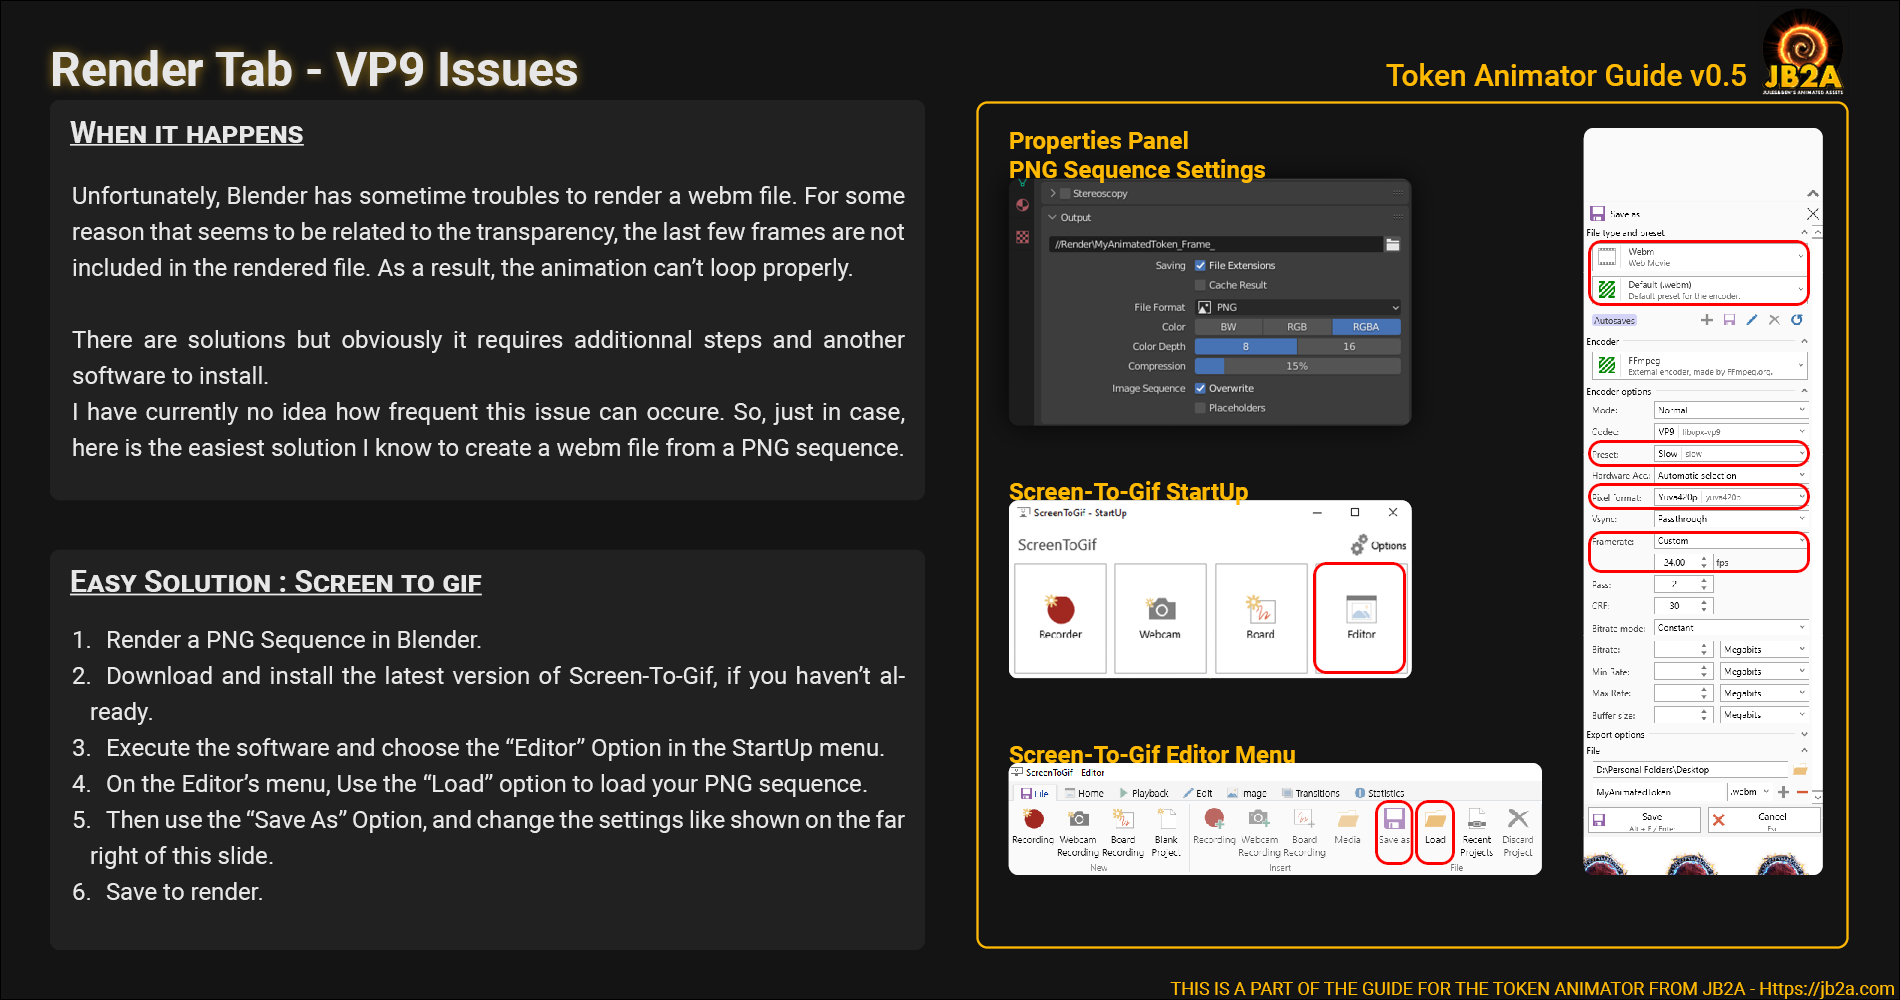 Render Tab - VP9 Issues
Token Animator Guide v0.5
JB2A
JULES&BEN'S ANIMATED ASSETS
WHEN IT HAPPENS
Unfortunately, Blender has sometime troubles to render a webm file. For some
reason that seems to be related to the transparency, the last few frames are not
included in the rendered file. As a result, the animation can't loop properly.
There are solutions but obviously it requires additionnal steps and another
software to install.
I have currently no idea how frequent this issue can occure. So, just in case,
here is the easiest solution I know to create a webm file from a PNG sequence.
EASY SOLUTION : SCREEN TO GIF
1. Render a PNG Sequence in Blender.
2. Download and install the latest version of Screen-To-Gif, if you haven't al-
ready.
3. Execute the software and choose the “Editor” Option in the StartUp menu.
4. On the Editor's menu, Use the “Load” option to load your PNG sequence.
5. Then use the “Save As” Option, and change the settings like shown on the far
right of this slide.
6. Save to render.
Properties Panel
PNG Sequence Settings
Stereoscopy
Output
//Render\MyAnimatedToken_Frame_
Saving File Extensions
Cache Result
File Format PNG
Color BW RGB RGBA
Color Depth 8 16
Compression 15%
Image Sequence Overwrite
Placeholders
Screen-To-Gif StartUp
ScreenToGif - StartUp
ScreenToGif Options
Recorder Webcam Board Editor
Screen-To-Gif Editor Menu
ScreenToGif - Editor
File Home Playback Edit Image Transitions Statistics
Recording Webcam Recording Board Recording Blank Project Recording Webcam Recording Board Recording Media Save as Load Recent Projects Discard Project
New Insert File
Save as
File type and preset
Webm
Web Movie
Default (.webm)
Default preset for the encoder.
Autosaves
Encoder
FFmpeg
External encoder, made by FFmpeg.org.
Encoder options
Mode: Normal
Codec: VP9 libvpx-vp9
Preset: Slow slow
Hardware Acc.: Automatic selection
Pixel format: Yuva420p yuva420p
Vsync: Passthrough
Framerate: Custom
24.00 fps
Pass: 2
CRF: 30
Bitrate mode: Constant
Bitrate: Megabits
Min Rate: Megabits
Max Rate: Megabits
Buffer size: Megabits
Export options
File
D:\Personal Folders\Desktop
MyAnimatedToken .webm
Save Cancel
Alt + E / Enter Esc
THIS IS A PART OF THE GUIDE FOR THE TOKEN ANIMATOR FROM JB2A - Https://jb2a.com